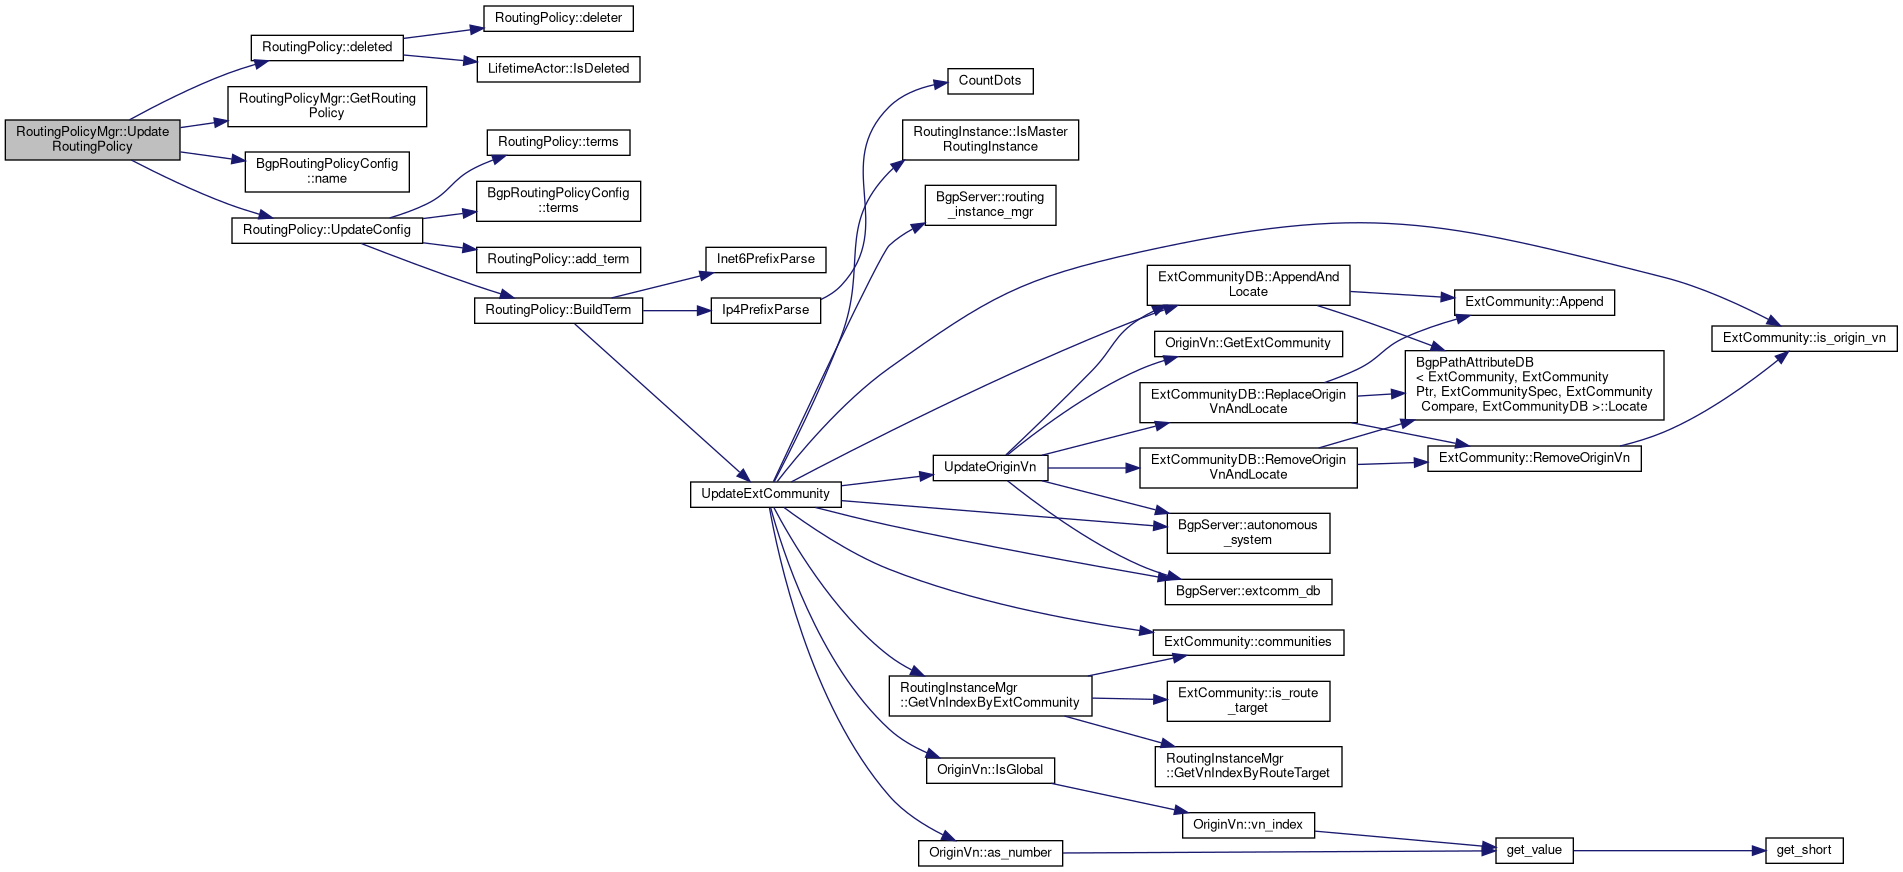 RoutingPolicyMgr::Update
RoutingPolicy
RoutingPolicy::deleted
RoutingPolicyMgr::GetRouting
Policy
BgpRoutingPolicyConfig
::name
RoutingPolicy::UpdateConfig
RoutingPolicy::deleter
LifetimeActor::IsDeleted
RoutingPolicy::terms
BgpRoutingPolicyConfig
::terms
RoutingPolicy::add_term
RoutingPolicy::BuildTerm
Inet6PrefixParse
Ip4PrefixParse
UpdateExtCommunity
CountDots
RoutingInstance::IsMaster
RoutingInstance
BgpServer::routing
_instance_mgr
UpdateOriginVn
RoutingInstanceMgr
::GetVnIndexByExtCommunity
OriginVn::IsGlobal
OriginVn::as_number
ExtCommunityDB::AppendAnd
Locate
OriginVn::GetExtCommunity
ExtCommunityDB::ReplaceOrigin
VnAndLocate
ExtCommunityDB::RemoveOrigin
VnAndLocate
BgpServer::autonomous
_system
BgpServer::extcomm_db
ExtCommunity::communities
ExtCommunity::is_route
_target
RoutingInstanceMgr
::GetVnIndexByRouteTarget
OriginVn::vn_index
ExtCommunity::Append
BgpPathAttributeDB
< ExtCommunity, ExtCommunity
Ptr, ExtCommunitySpec, ExtCommunity
Compare, ExtCommunityDB >::Locate
ExtCommunity::RemoveOriginVn
get_value
ExtCommunity::is_origin_vn
get_short